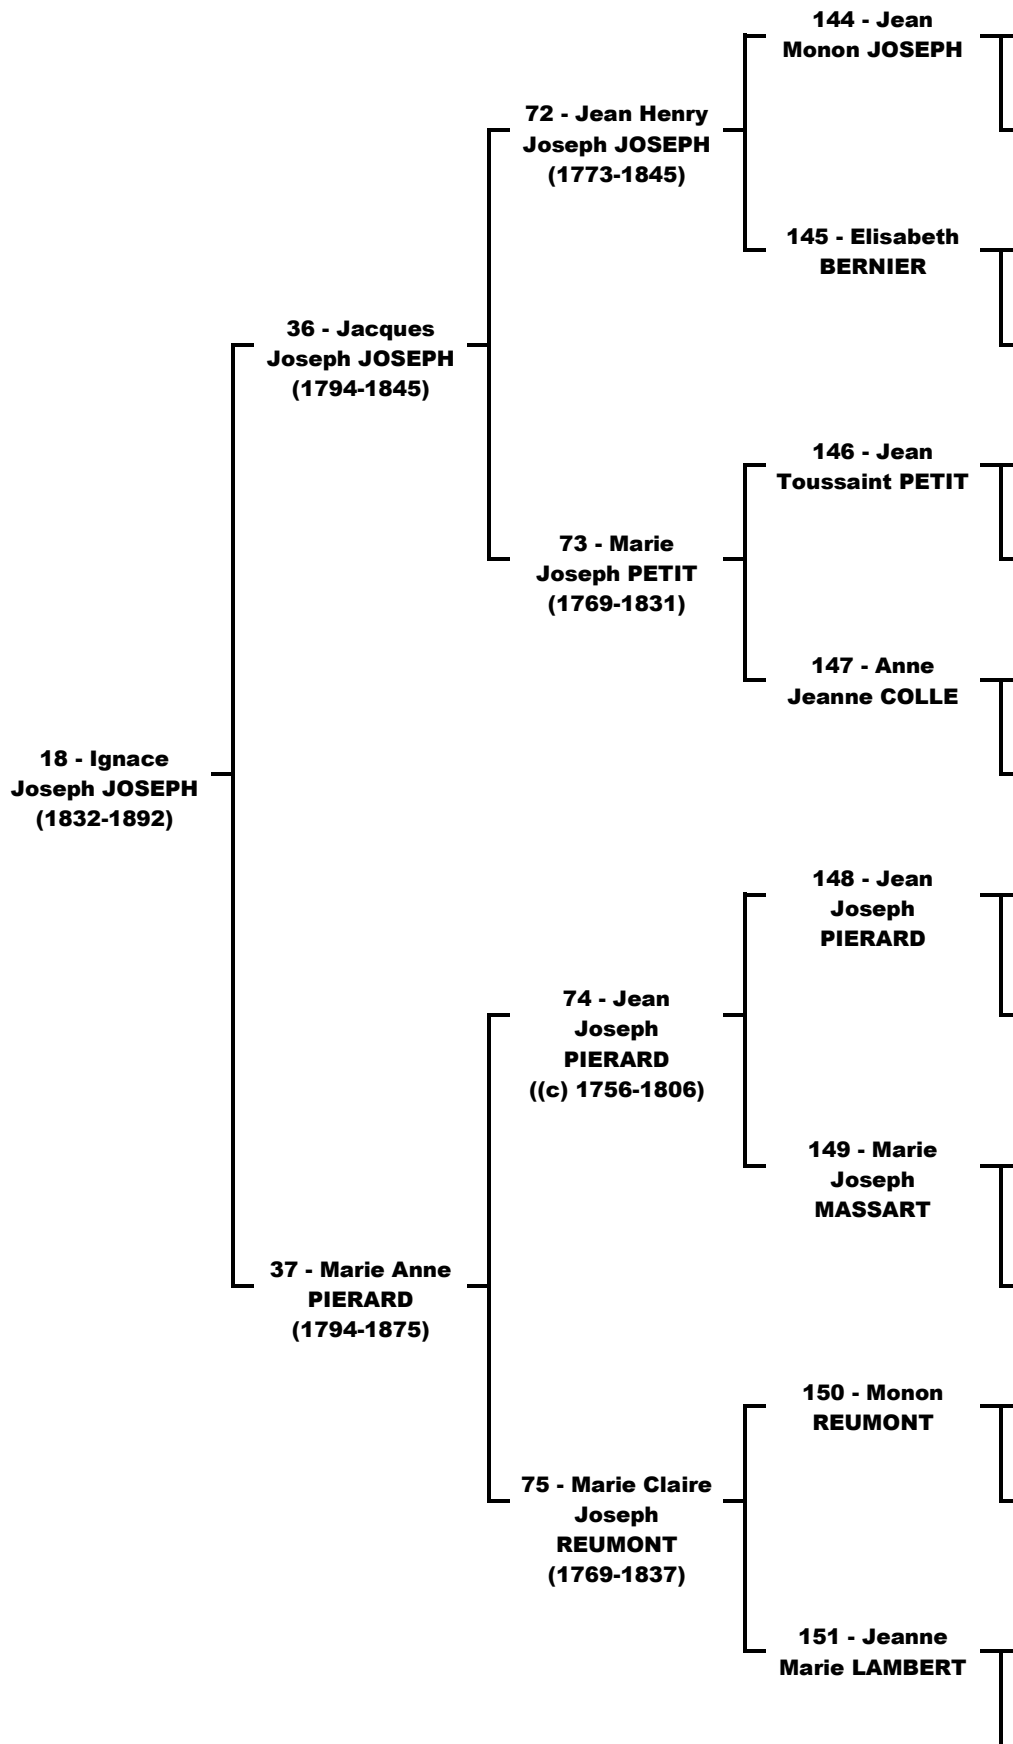 144 - Jean
Monon JOSEPH
72 - Jean Henry
Joseph JOSEPH
(1773-1845)
145 - Elisabeth
BERNIER
36 - Jacques
Joseph JOSEPH
(1794-1845)
146 - Jean
Toussaint PETIT
73 - Marie
Joseph PETIT
(1769-1831)
147 - Anne
Jeanne COLLE
18 - Ignace
Joseph JOSEPH
(1832-1892)
148 - Jean
Joseph
PIERARD
74 - Jean
Joseph
PIERARD
((c) 1756-1806)
149 - Marie
Joseph
MASSART
37 - Marie Anne
PIERARD
(1794-1875)
150 - Monon
REUMONT
75 - Marie Claire
Joseph
REUMONT
(1769-1837)
151 - Jeanne
Marie LAMBERT